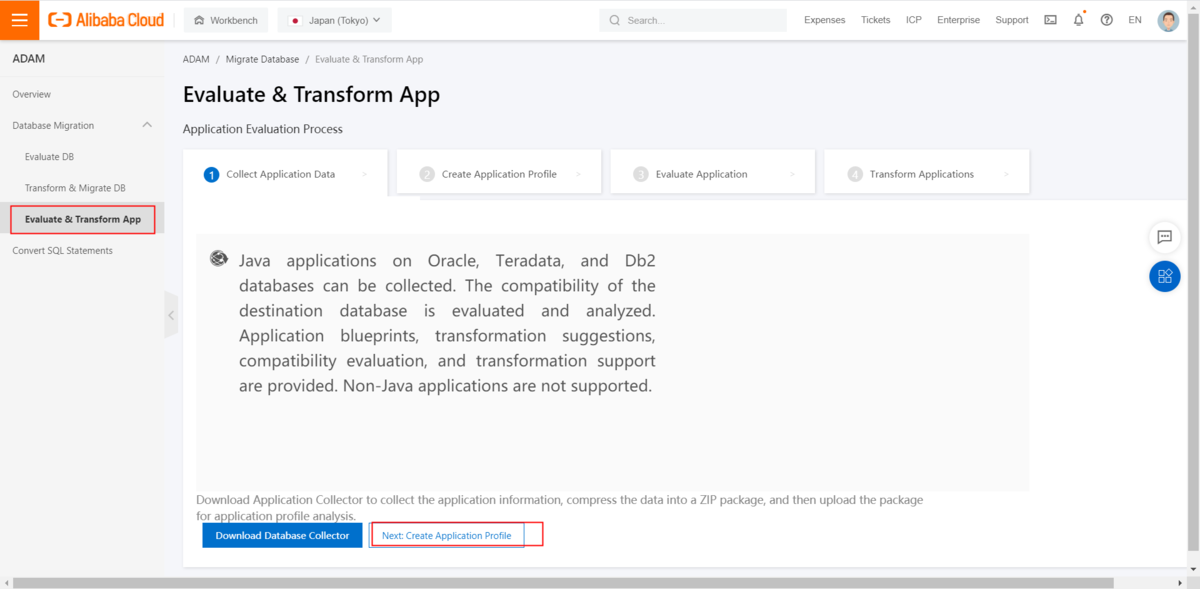 Alibaba Cloud
Workbench
Japan (Tokyo)
Search...
Expenses
Tickets
ICP
Enterprise
Support
EN
ADAM
Overview
Database Migration
Evaluate DB
Transform & Migrate DB
Evaluate & Transform App
Convert SQL Statements
ADAM / Migrate Database / Evaluate & Transform App
Evaluate & Transform App
Application Evaluation Process
1 Collect Application Data >
2 Create Application Profile >
3 Evaluate Application >
4 Transform Applications >
Java applications on Oracle, Teradata, and Db2
databases can be collected. The compatibility of the
destination database is evaluated and analyzed.
Application blueprints, transformation suggestions,
compatibility evaluation, and transformation support
are provided. Non-Java applications are not supported.
Download Application Collector to collect the application information, compress the data into a ZIP package, and then upload the package
for application profile analysis.
Download Database Collector
Next: Create Application Profile